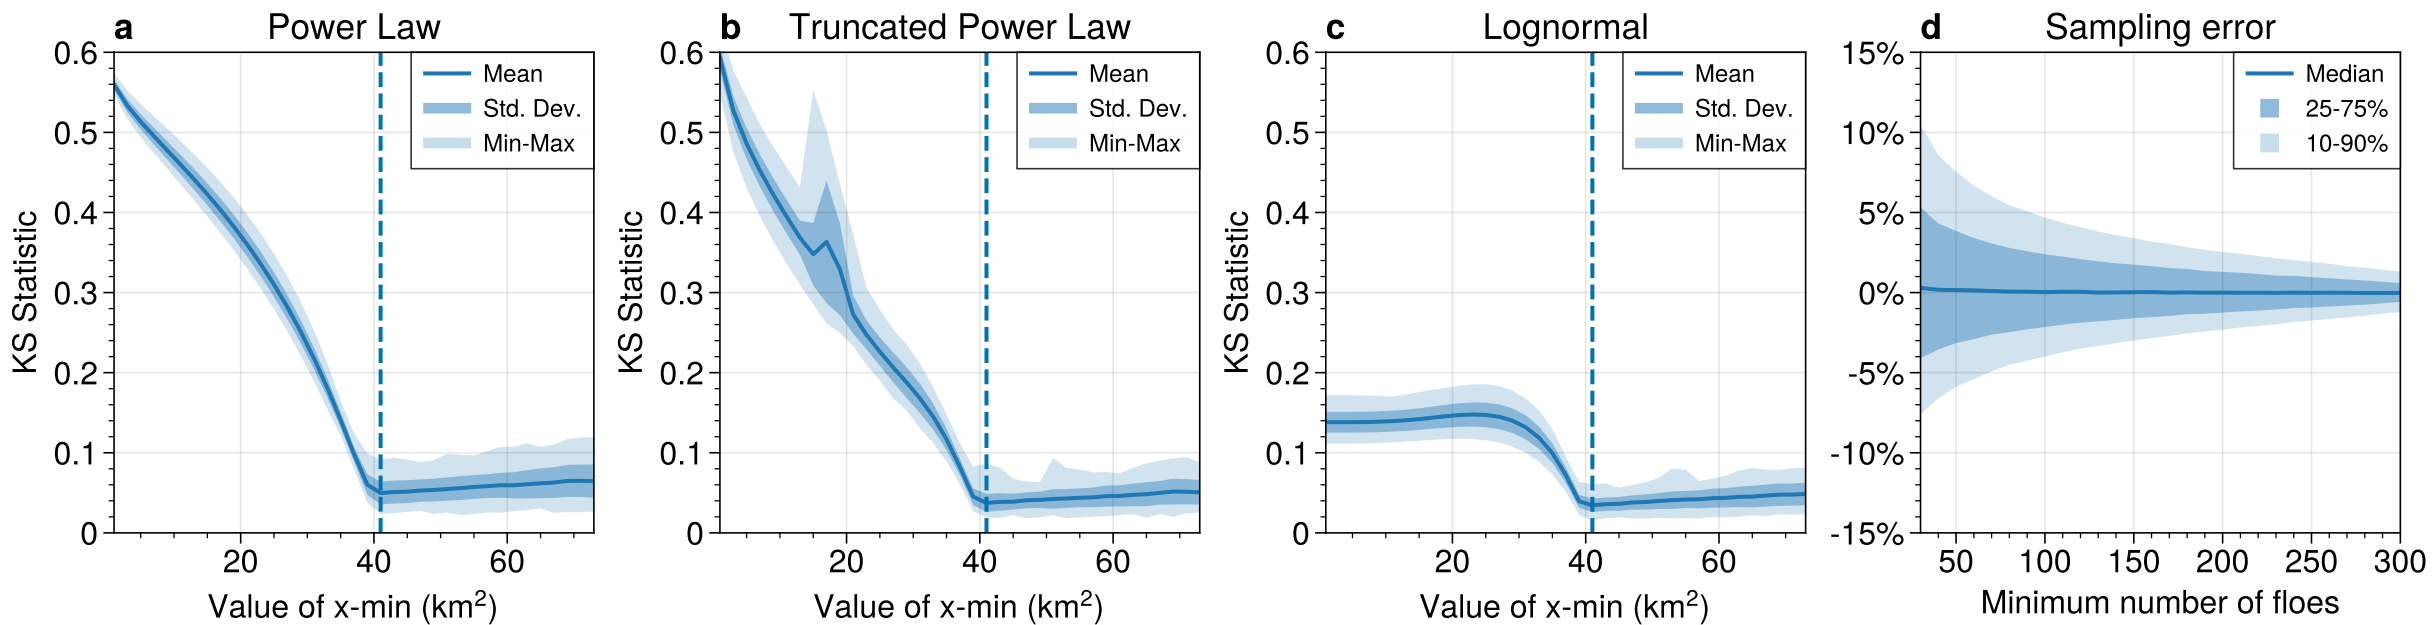 a Power Law
0.6
0.5
0.4
0.3
0.2
0.1
0
KS Statistic
Mean
Std. Dev.
Min-Max
20 40 60
Value of x-min (km²)
b Truncated Power Law
0.6
0.5
0.4
0.3
0.2
0.1
0
KS Statistic
Mean
Std. Dev.
Min-Max
20 40 60
Value of x-min (km²)
c Lognormal
0.6
0.5
0.4
0.3
0.2
0.1
0
KS Statistic
Mean
Std. Dev.
Min-Max
20 40 60
Value of x-min (km²)
d Sampling error
15%
10%
5%
0%
-5%
-10%
-15%
Median
25-75%
10-90%
50 100 150 200 250 300
Minimum number of floes